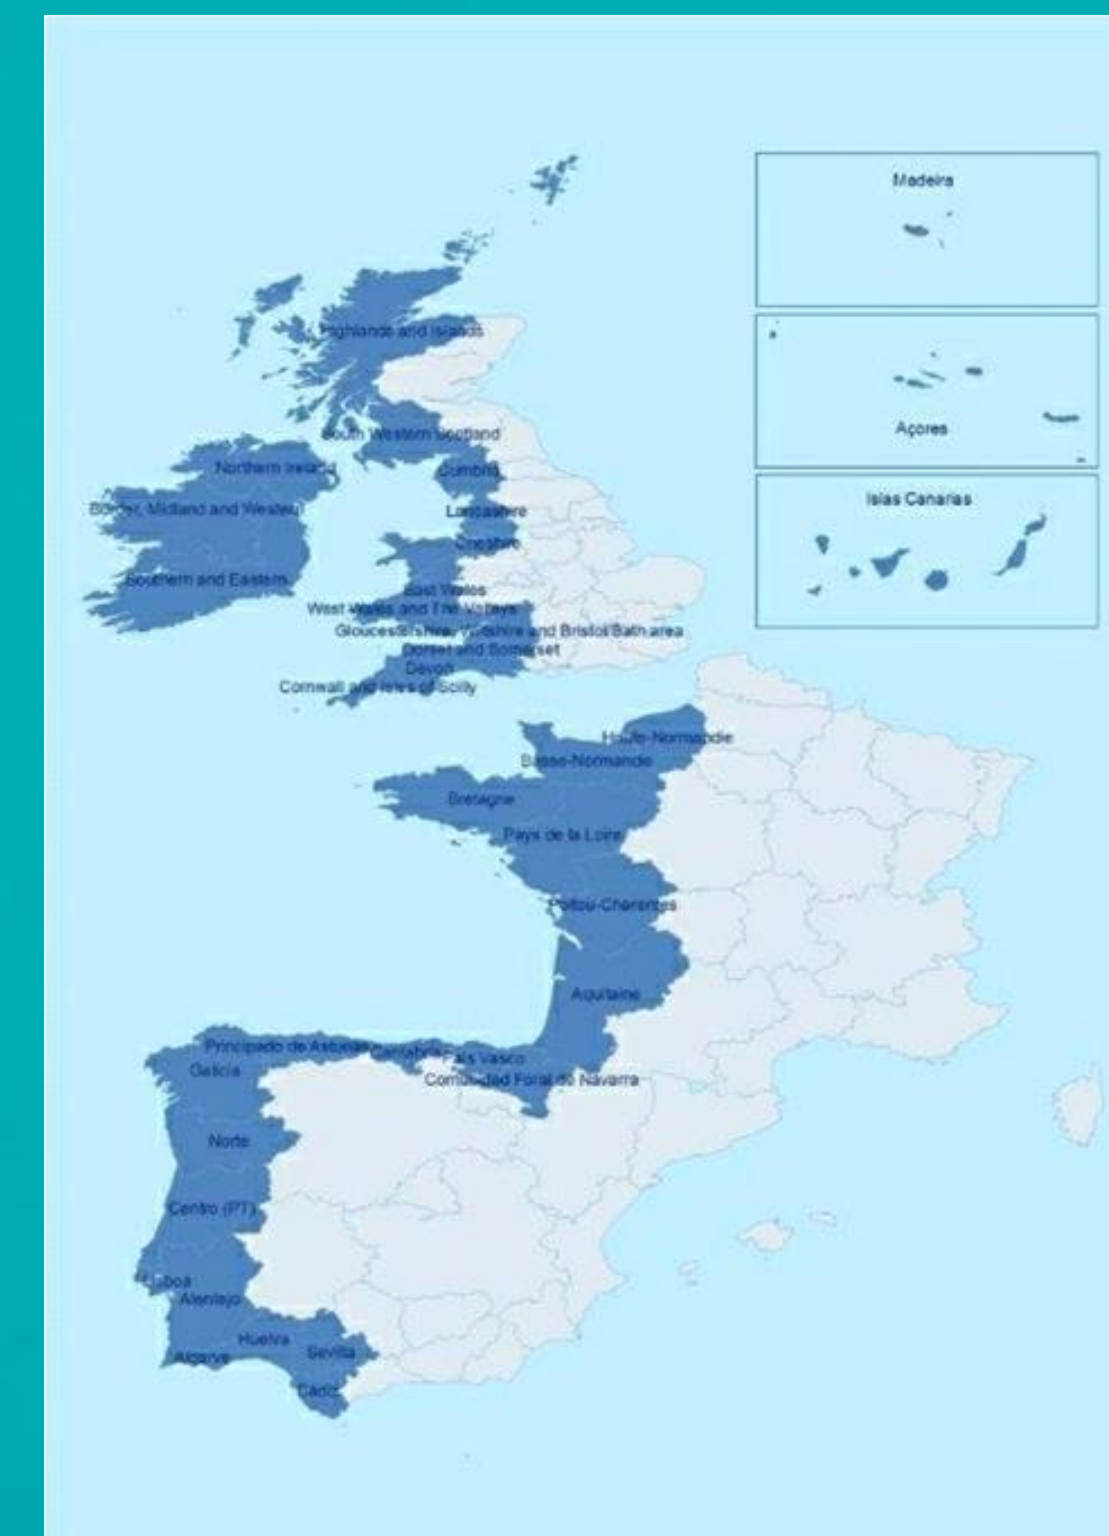 Madeira
Highlands and Islands
Açores
South Western Scotland
Northern Ireland
Cumbria
Islas Canarias
Border, Midland and Western
Lancashire
Cheshire
Southern and Eastern
East Wales
West Wales and The Valleys
Gloucestershire, Wiltshire and Bristol/Bath area
Dorset and Somerset
Devon
Cornwall and Isles of Scilly
Haute-Normandie
Basse-Normandie
Bretagne
Pays de la Loire
Poitou-Charentes
Aquitaine
Principado de Asturias
Cantabria
País Vasco
Galicia
Comunidad Foral de Navarra
Norte
Centro (PT)
Lisboa
Alentejo
Huelva
Sevilla
Algarve
Cádiz